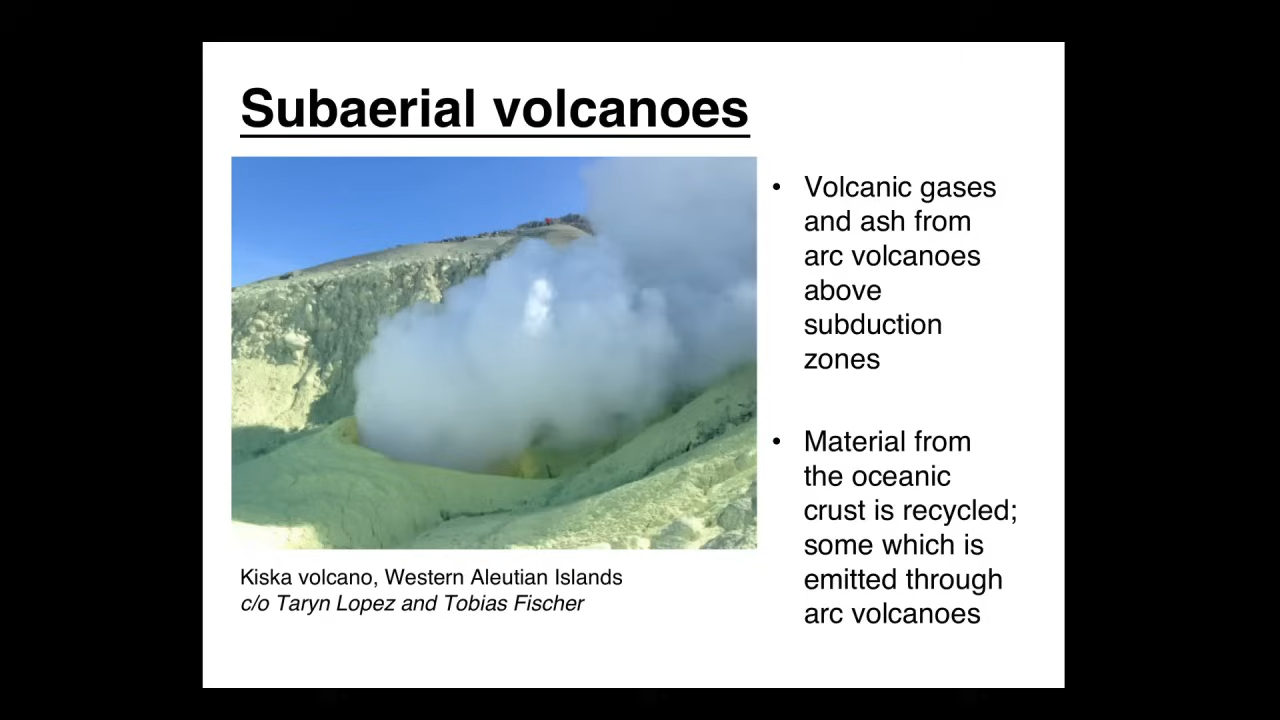 Subaerial volcanoes
• Volcanic gases
and ash from
arc volcanoes
above
subduction
zones
• Material from
the oceanic
crust is recycled;
some which is
emitted through
arc volcanoes
Kiska volcano, Western Aleutian Islands
c/o Taryn Lopez and Tobias Fischer